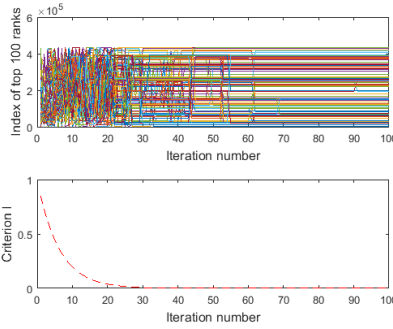 ×10⁵
6
4
2
0
Index of top 100 ranks
0 10 20 30 40 50 60 70 80 90 100
Iteration number
1
0.5
0
Criterion I
0 10 20 30 40 50 60 70 80 90 100
Iteration number